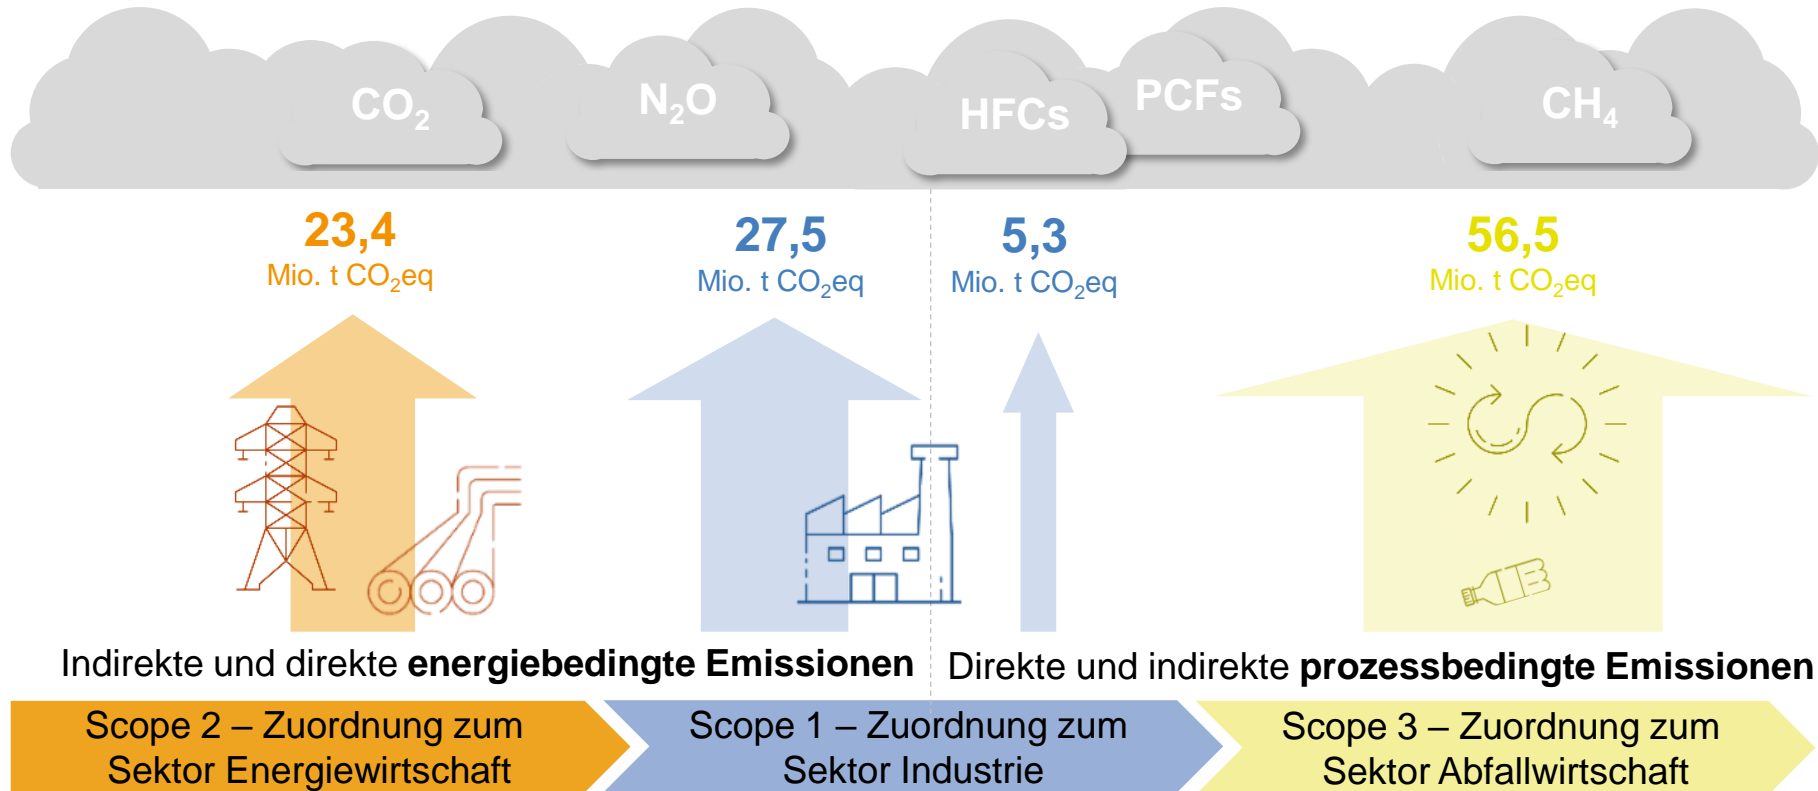 CO₂
N₂O
HFCs
PCFs
CH₄
23,4
Mio. t CO₂eq
27,5
Mio. t CO₂eq
5,3
Mio. t CO₂eq
56,5
Mio. t CO₂eq
Indirekte und direkte energiebedingte Emissionen
Direkte und indirekte prozessbedingte Emissionen
Scope 2 – Zuordnung zum
Sektor Energiewirtschaft
Scope 1 – Zuordnung zum
Sektor Industrie
Scope 3 – Zuordnung zum
Sektor Abfallwirtschaft